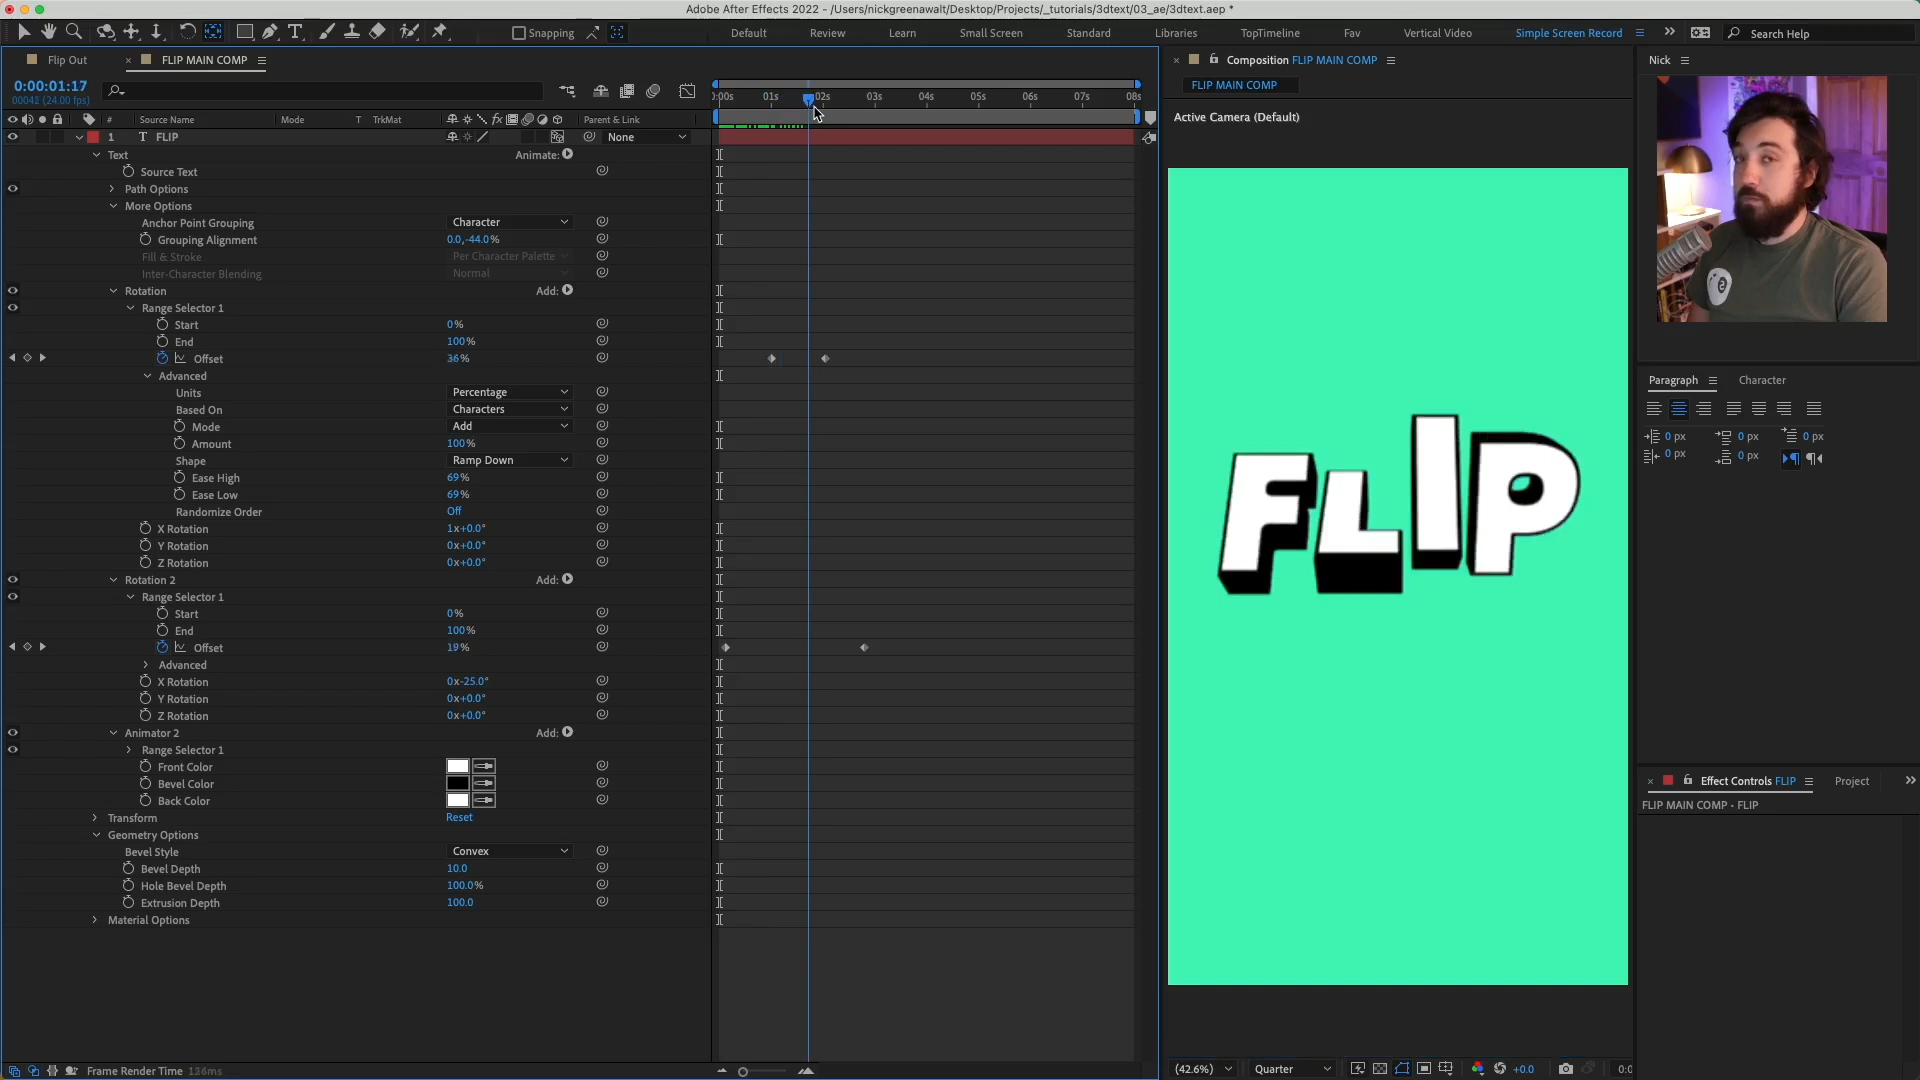 Adobe After Effects 2022 - /Users/nickgreenawalt/Desktop/Projects/_tutorials/3dtext/03_ae/3dtext.aep *
Snapping
Default Review Learn Small Screen Standard Libraries TopTimeline Fav Vertical Video Simple Screen Record Search Help
Flip Out FLIP MAIN COMP
0:00:01:17
00041 (24.00 fps)
# Source Name Mode T TrkMat fx Parent & Link
:00s 01s 02s 03s 04s 05s 06s 07s 08s
1 T FLIP None
Text Animate:
Source Text
Path Options
More Options
Anchor Point Grouping Character
Grouping Alignment 0.0,-44.0%
Fill & Stroke Per Character Palette
Inter-Character Blending Normal
Rotation Add:
Range Selector 1
Start 0%
End 100%
Offset 36%
Advanced
Units Percentage
Based On Characters
Mode Add
Amount 100%
Shape Ramp Down
Ease High 69%
Ease Low 69%
Randomize Order Off
X Rotation 1x+0.0°
Y Rotation 0x+0.0°
Z Rotation 0x+0.0°
Rotation 2 Add:
Range Selector 1
Start 0%
End 100%
Offset 19%
Advanced
X Rotation 0x-25.0°
Y Rotation 0x+0.0°
Z Rotation 0x+0.0°
Animator 2 Add:
Range Selector 1
Front Color
Bevel Color
Back Color
Transform Reset
Geometry Options
Bevel Style Convex
Bevel Depth 10.0
Hole Bevel Depth 100.0%
Extrusion Depth 100.0
Material Options
Frame Render Time 126ms
Composition FLIP MAIN COMP
FLIP MAIN COMP
Active Camera (Default)
FLIP
(42.6%) Quarter +0.0 0:0
Nick
Paragraph Character
0 px 0 px 0 px
0 px 0 px
Effect Controls FLIP Project
FLIP MAIN COMP - FLIP